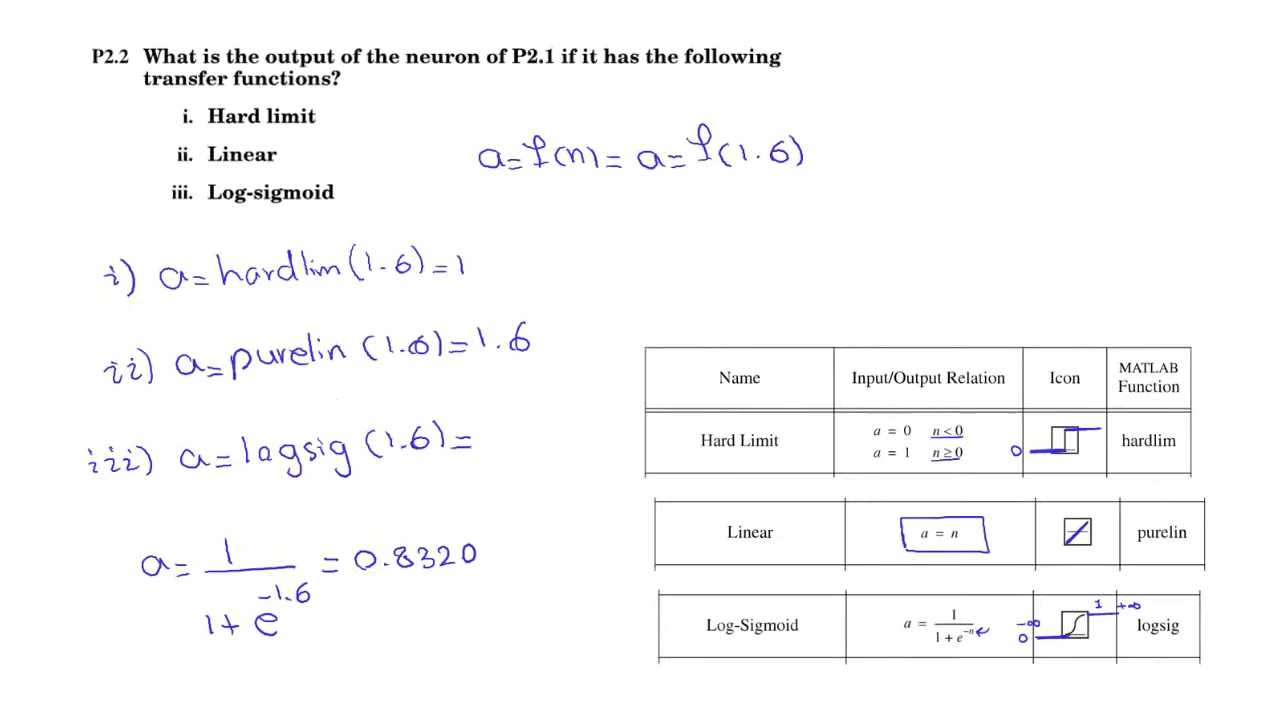 P2.2 What is the output of the neuron of P2.1 if it has the following
transfer functions?
i. Hard limit
ii. Linear
iii. Log-sigmoid
a=f(n)= a=f(1.6)
i) a=hardlim(1.6)=1
ii) a=purelin (1.6)=1.6
iii) a=logsig (1.6)=
a= 1 / 1+e^-1.6 = 0.8320
Name Input/Output Relation Icon MATLAB Function
Hard Limit a = 0 n < 0
a = 1 n ≥ 0 0 hardlim
Linear a = n purelin
Log-Sigmoid a = 1 / 1 + e^-n -∞ 0 1 +∞ logsig